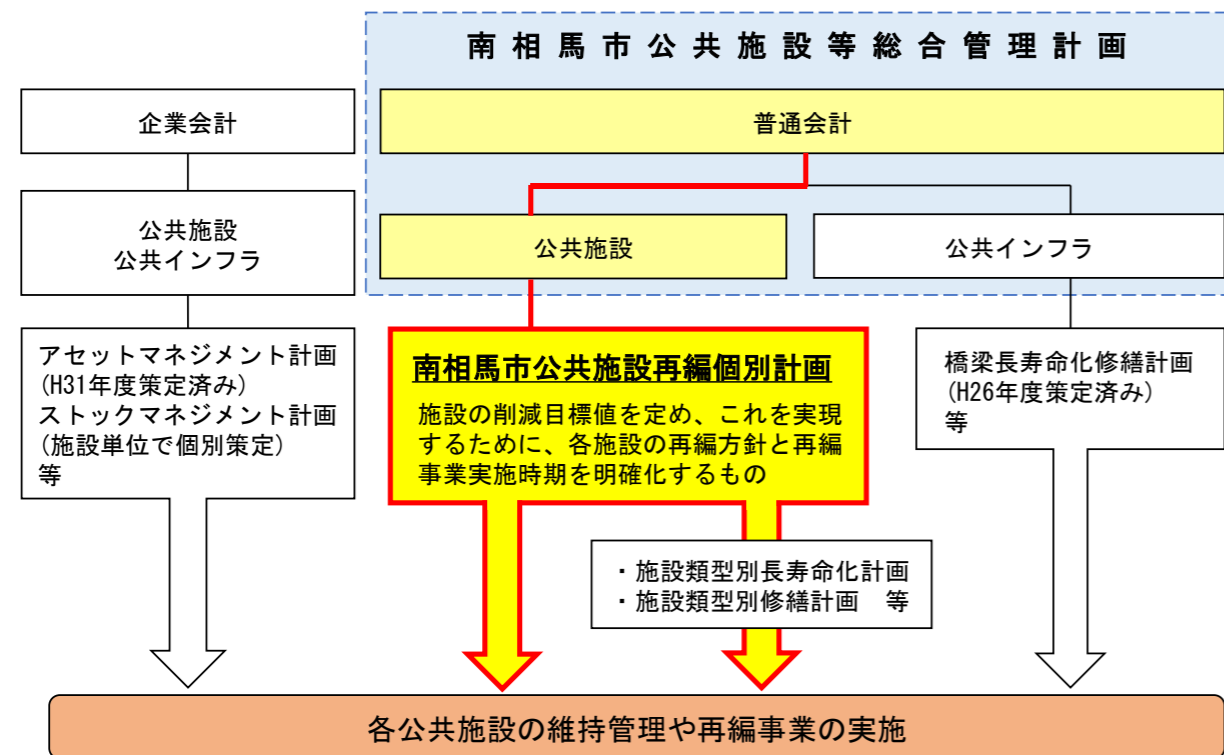 南相馬市公共施設等総合管理計画
企業会計
普通会計
公共施設
公共インフラ
公共施設
公共インフラ
アセットマネジメント計画
(H31年度策定済み)
ストックマネジメント計画
(施設単位で個別策定)
等
南相馬市公共施設再編個別計画
施設の削減目標値を定め、これを実現
するために、各施設の再編方針と再編
事業実施時期を明確化するもの
橋梁長寿命化修繕計画
(H26年度策定済み)
等
・施設類型別長寿命化計画
・施設類型別修繕計画　等
各公共施設の維持管理や再編事業の実施